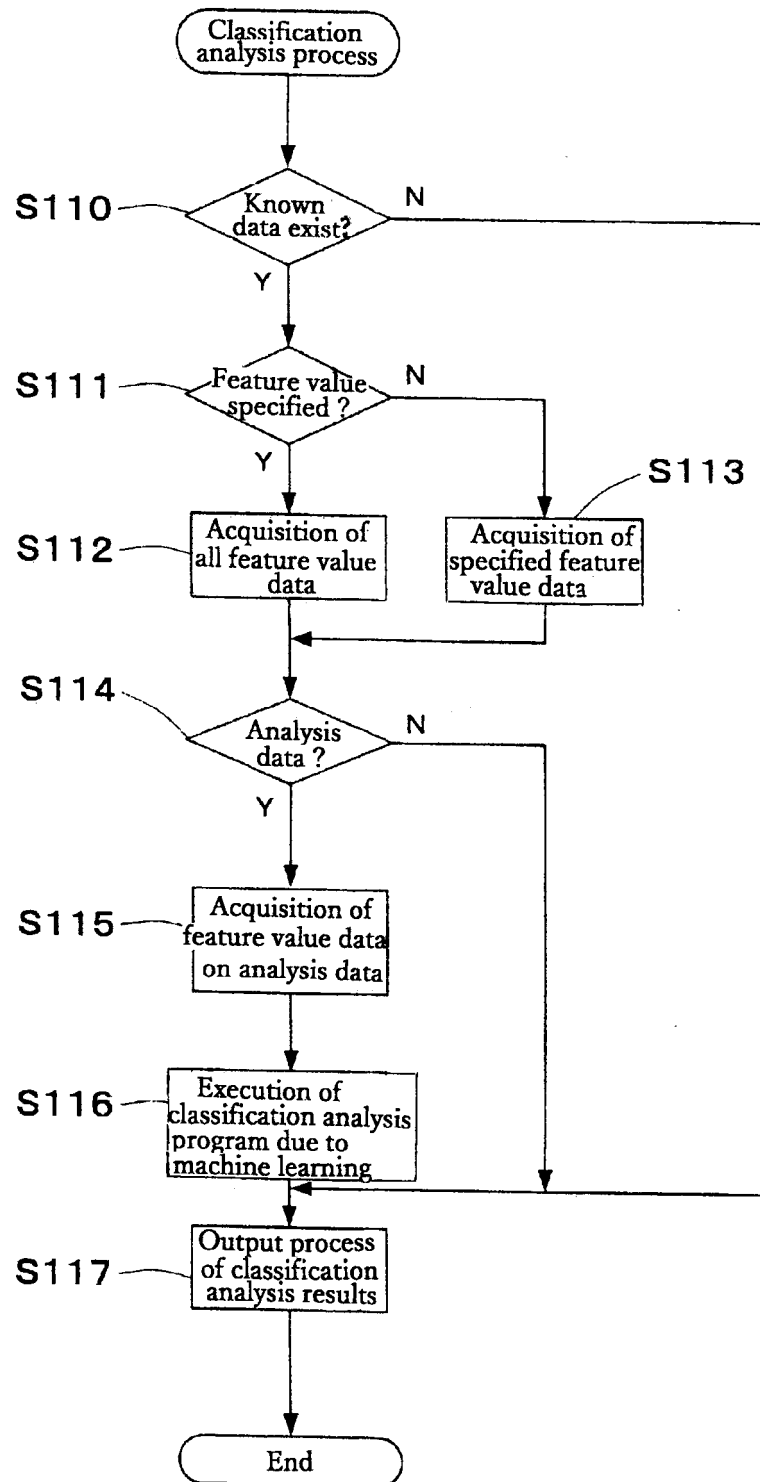 Classification
analysis process
S110
Known
data exist?
N
Y
S111
Feature value
specified ?
N
Y
S113
S112
Acquisition of
all feature value
data
Acquisition of
specified feature
value data
S114
Analysis
data ?
N
Y
S115
Acquisition of
feature value data
on analysis data
S116
Execution of
classification analysis
program due to
machine learning
S117
Output process
of classification
analysis results
End